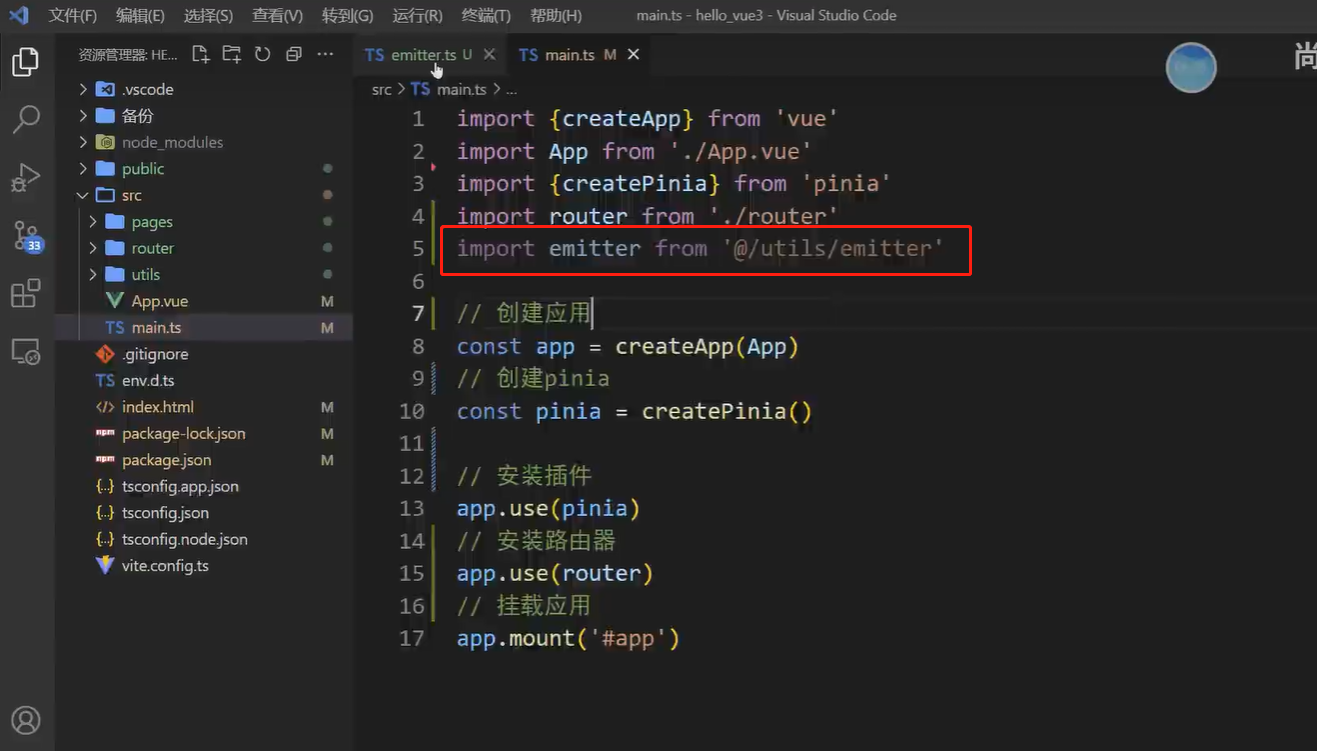 文件(F) 编辑(E) 选择(S) 查看(V) 转到(G) 运行(R) 终端(T) 帮助(H) main.ts - hello_vue3 - Visual Studio Code
资源管理器: HE...
.vscode
备份
node_modules
public
src
pages
router
utils
App.vue M
TS main.ts M
.gitignore
TS env.d.ts
index.html M
npm package-lock.json M
npm package.json M
{..} tsconfig.app.json
{..} tsconfig.json
{..} tsconfig.node.json
vite.config.ts
33
TS emitter.ts U TS main.ts M
尚
src > TS main.ts > ...
1 import {createApp} from 'vue'
2 import App from './App.vue'
3 import {createPinia} from 'pinia'
4 import router from './router'
5 import emitter from '@/utils/emitter'
6
7 // 创建应用
8 const app = createApp(App)
9 // 创建pinia
10 const pinia = createPinia()
11
12 // 安装插件
13 app.use(pinia)
14 // 安装路由器
15 app.use(router)
16 // 挂载应用
17 app.mount('#app')